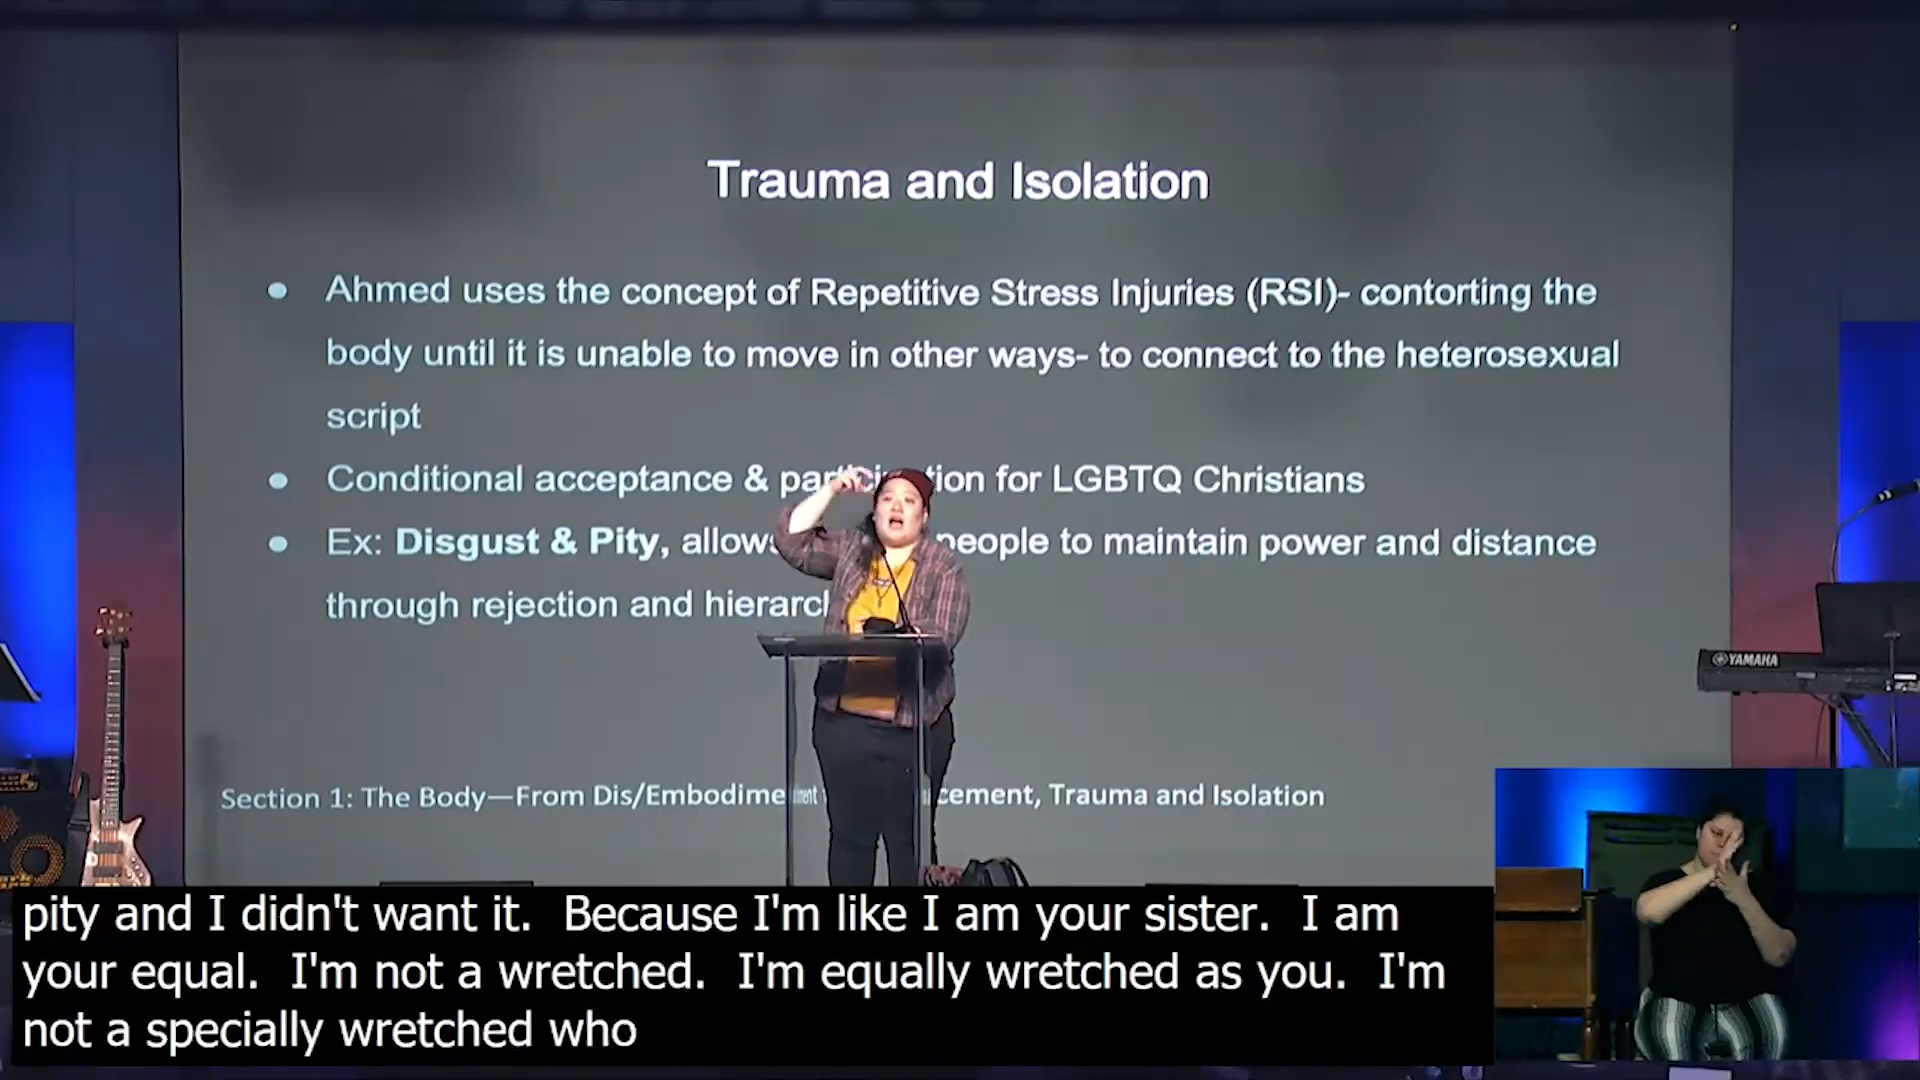 Trauma and Isolation
● Ahmed uses the concept of Repetitive Stress Injuries (RSI)- contorting the
body until it is unable to move in other ways- to connect to the heterosexual
script
● Conditional acceptance & for LGBTQ Christians
● Ex: Disgust & Pity, people to maintain power and distance
through rejection and
Section 1: The Body—From Trauma and Isolation
YAMAHA
pity and I didn't want it. Because I'm like I am your sister. I am
your equal. I'm not a wretched. I'm equally wretched as you. I'm
not a specially wretched who